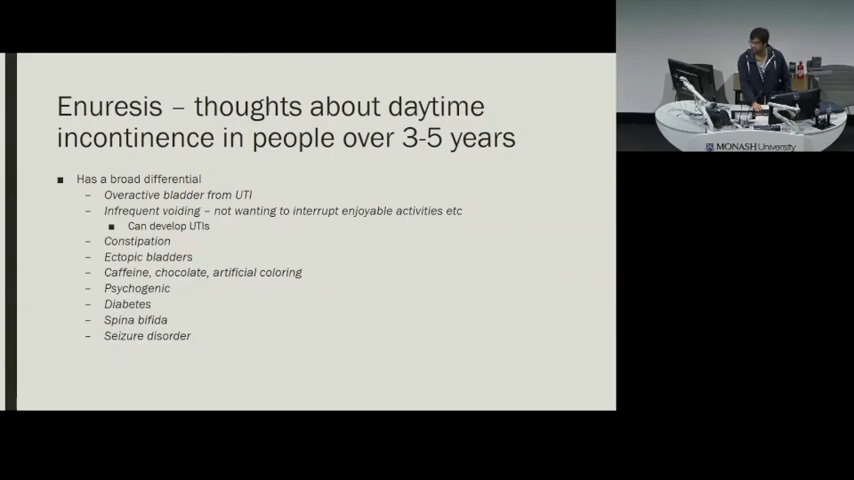 Enuresis – thoughts about daytime
incontinence in people over 3-5 years
■ Has a broad differential
– Overactive bladder from UTI
– Infrequent voiding – not wanting to interrupt enjoyable activities etc
■ Can develop UTIs
– Constipation
– Ectopic bladders
– Caffeine, chocolate, artificial coloring
– Psychogenic
– Diabetes
– Spina bifida
– Seizure disorder
MONASH University